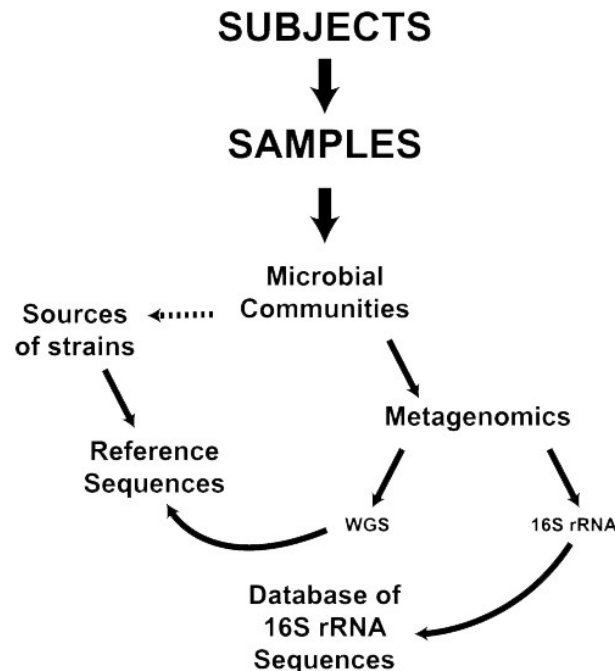 SUBJECTS
SAMPLES
Microbial
Communities
Sources
of strains
Metagenomics
Reference
Sequences
WGS
16S rRNA
Database of
16S rRNA
Sequences